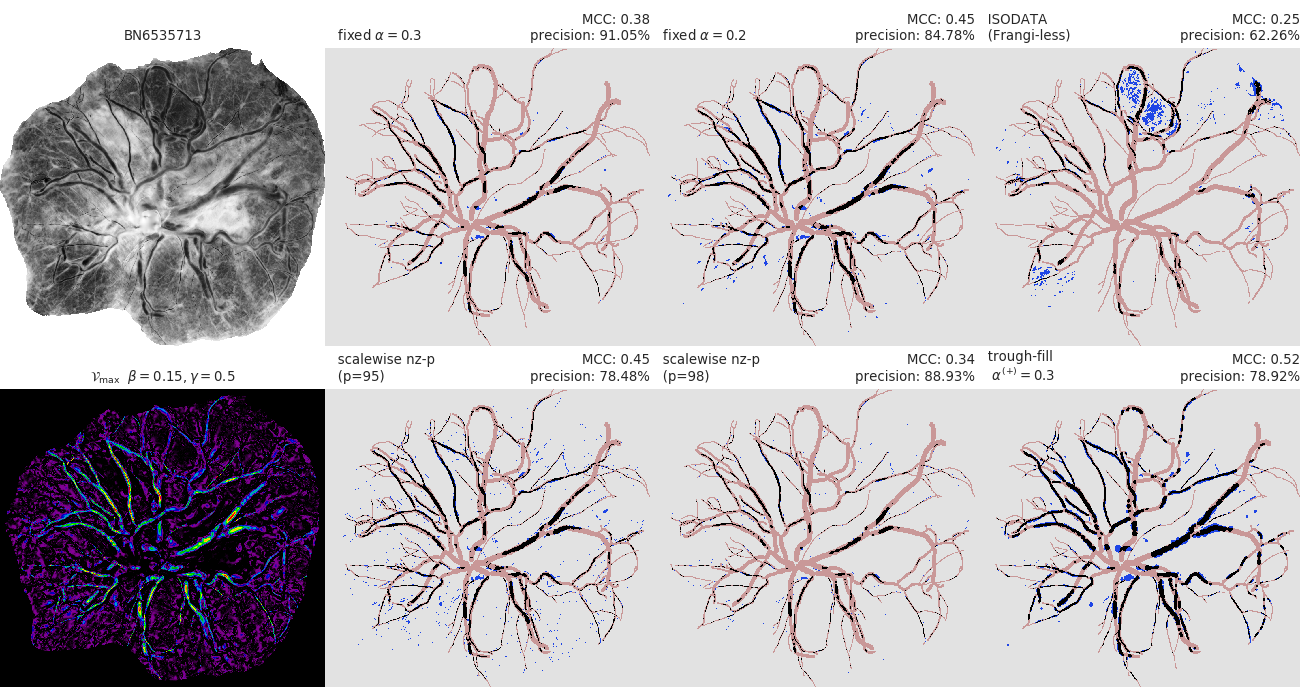 BN6535713
fixed α = 0.3
MCC: 0.38
precision: 91.05%
fixed α = 0.2
MCC: 0.45
precision: 84.78%
ISODATA
(Frangi-less)
MCC: 0.25
precision: 62.26%
𝒱max β = 0.15, γ = 0.5
scalewise nz-p
(p=95)
MCC: 0.45
precision: 78.48%
scalewise nz-p
(p=98)
MCC: 0.34
precision: 88.93%
trough-fill
α(+) = 0.3
MCC: 0.52
precision: 78.92%